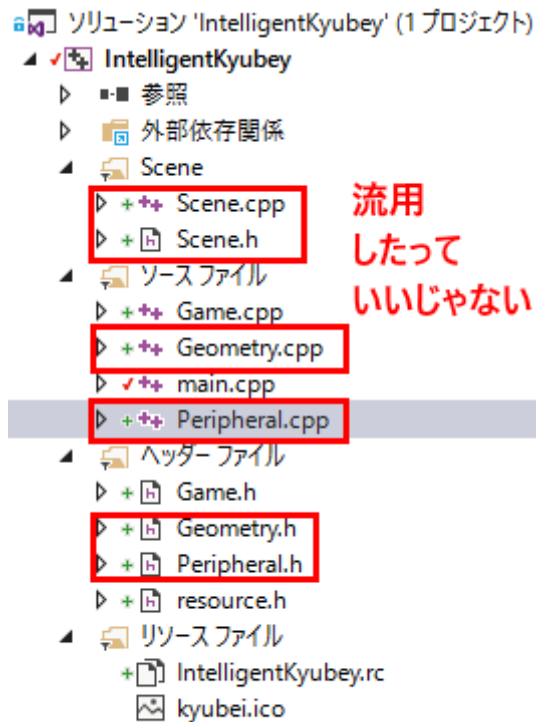 ソリューション 'IntelligentKyubey' (1 プロジェクト)
IntelligentKyubey
参照
外部依存関係
Scene
Scene.cpp
Scene.h
流用
したって
いいじゃない
ソース ファイル
Game.cpp
Geometry.cpp
main.cpp
Peripheral.cpp
ヘッダー ファイル
Game.h
Geometry.h
Peripheral.h
resource.h
リソース ファイル
IntelligentKyubey.rc
kyubei.ico